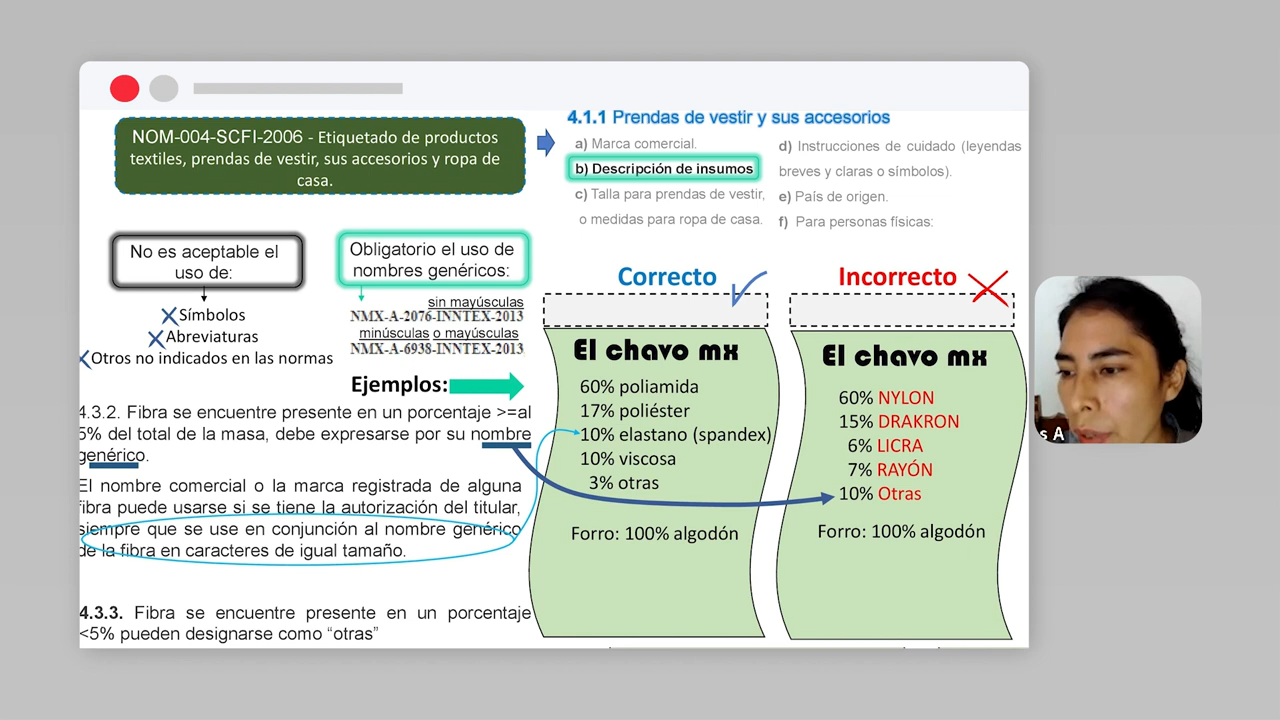 NOM-004-SCFI-2006 - Etiquetado de productos
textiles, prendas de vestir, sus accesorios y ropa de
casa.
4.1.1 Prendas de vestir y sus accesorios
a) Marca comercial.
b) Descripción de insumos
c) Talla para prendas de vestir,
o medidas para ropa de casa.
d) Instrucciones de cuidado (leyendas
breves y claras o símbolos).
e) País de origen.
f) Para personas físicas:
No es aceptable el
uso de:
Símbolos
Abreviaturas
Otros no indicados en las normas
Obligatorio el uso de
nombres genéricos:
sin mayúsculas
NMX-A-2076-INNTEX-2013
minúsculas o mayúsculas
NMX-A-6938-INNTEX-2013
Ejemplos:
4.3.2. Fibra se encuentre presente en un porcentaje >=al
5% del total de la masa, debe expresarse por su nombre
genérico.
El nombre comercial o la marca registrada de alguna
fibra puede usarse si se tiene la autorización del titular,
siempre que se use en conjunción al nombre genérico
de la fibra en caracteres de igual tamaño.
4.3.3. Fibra se encuentre presente en un porcentaje
<5% pueden designarse como “otras”
Correcto
El chavo mx
60% poliamida
17% poliéster
10% elastano (spandex)
10% viscosa
3% otras
Forro: 100% algodón
Incorrecto
El chavo mx
60% NYLON
15% DRAKRON
6% LICRA
7% RAYÓN
10% Otras
Forro: 100% algodón
s A